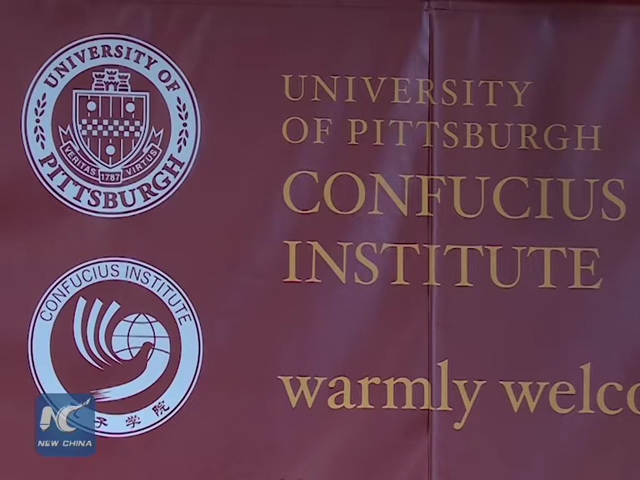 UNIVERSITY OF
PITTSBURGH
VERITAS 1787 VIRTUS
UNIVERSITY
OF PITTSBURGH
CONFUCIUS
INSTITUTE
CONFUCIUS INSTITUTE
子学院
warmly welco
NC
NEW CHINA